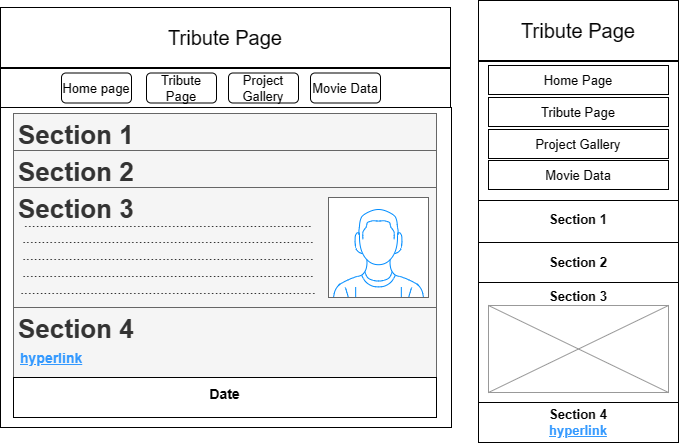 Tribute Page
Home page
Tribute
Page
Project
Gallery
Movie Data
Section 1
Section 2
Section 3
Section 4
hyperlink
Date
Tribute Page
Home Page
Tribute Page
Project Gallery
Movie Data
Section 1
Section 2
Section 3
Section 4
hyperlink